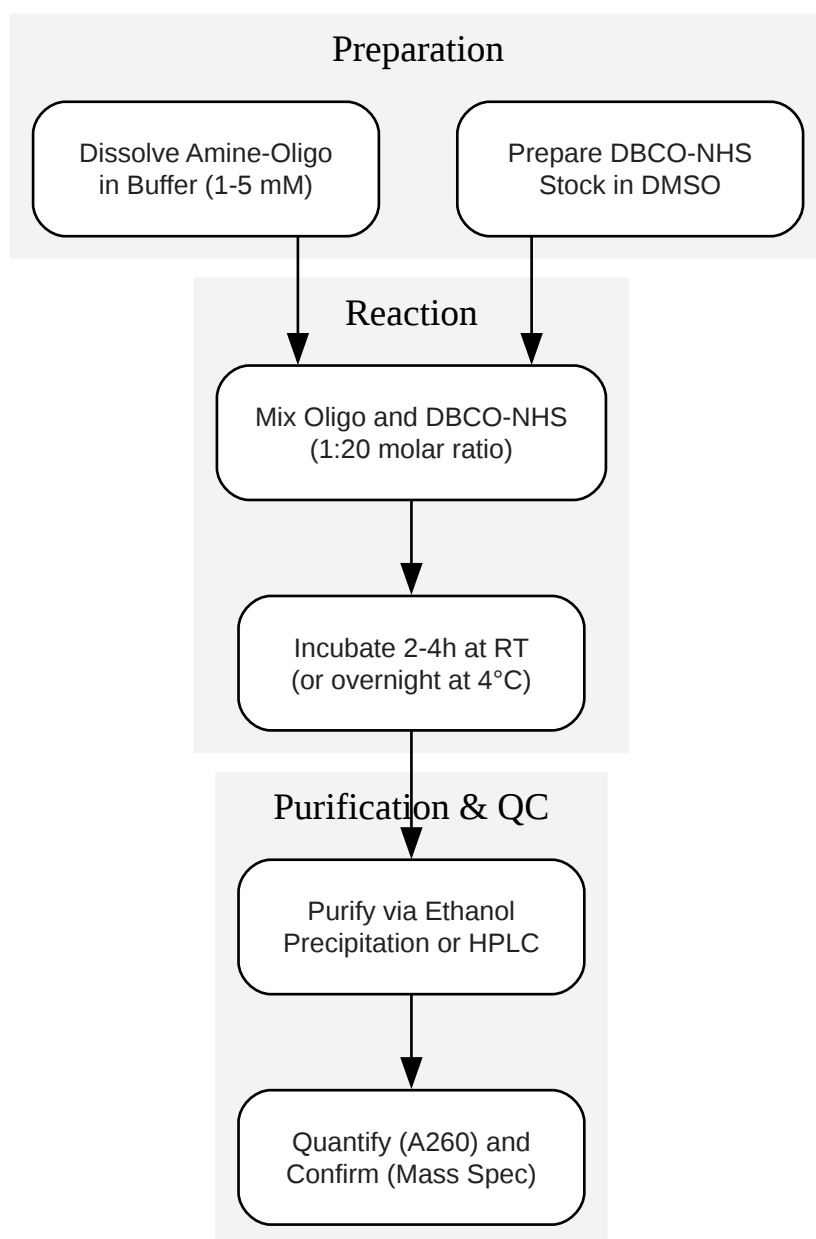 Preparation
Dissolve Amine-Oligo
in Buffer (1-5 mM)
Prepare DBCO-NHS
Stock in DMSO
Reaction
Mix Oligo and DBCO-NHS
(1:20 molar ratio)
Incubate 2-4h at RT
(or overnight at 4°C)
Purification & QC
Purify via Ethanol
Precipitation or HPLC
Quantify (A260) and
Confirm (Mass Spec)